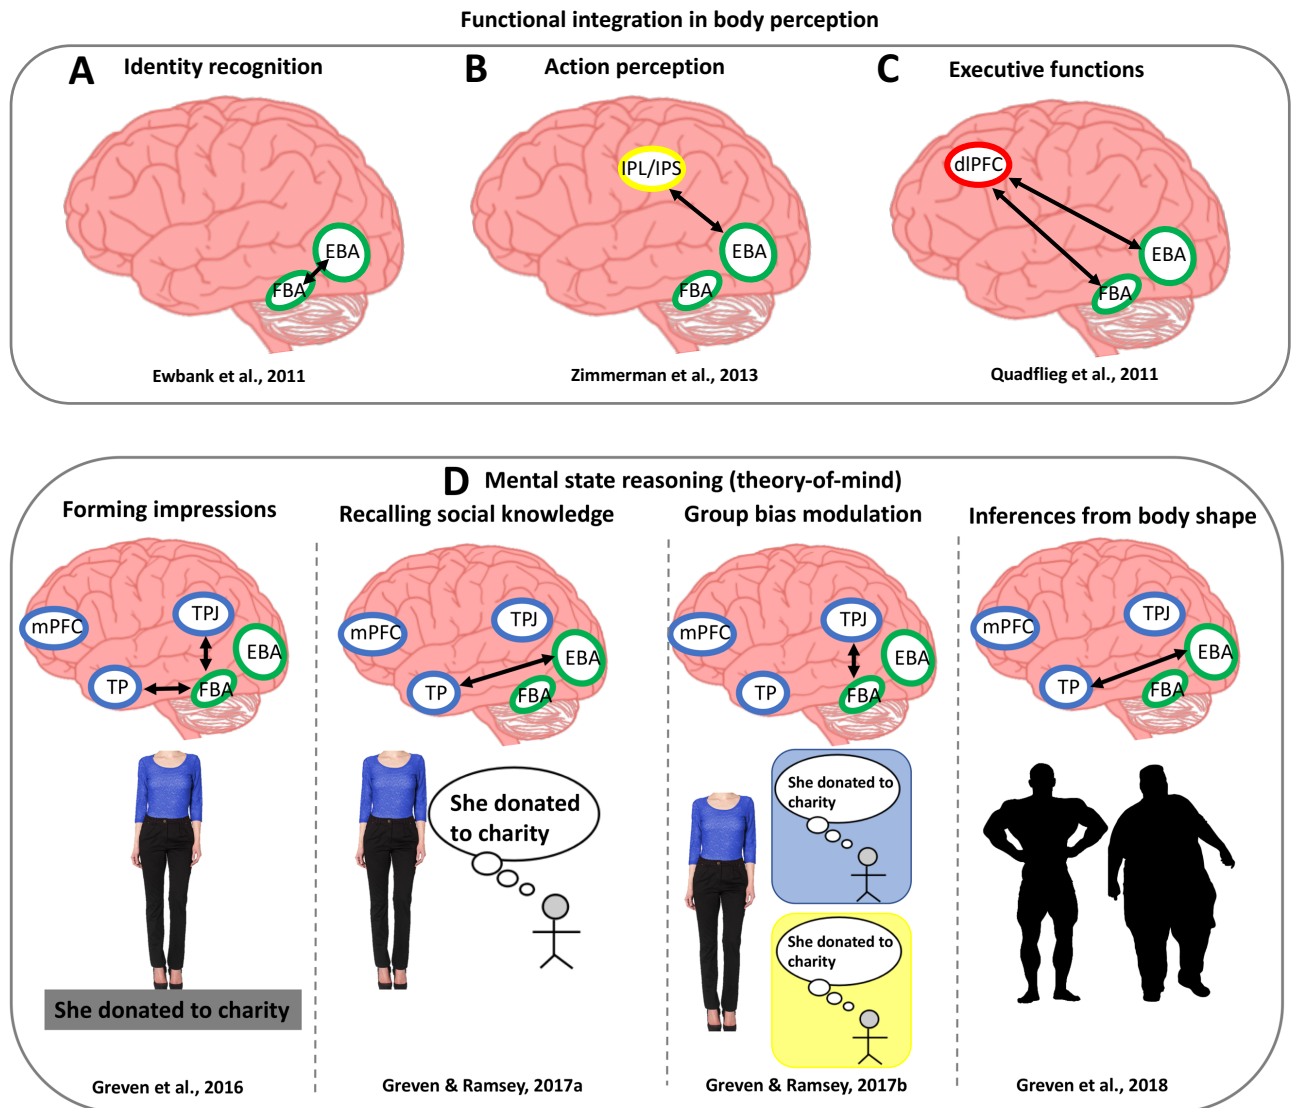 Functional integration in body perception
A Identity recognition
B Action perception
C Executive functions
EBA
FBA
IPL/IPS
EBA
FBA
dlPFC
EBA
FBA
Ewbank et al., 2011
Zimmerman et al., 2013
Quadflieg et al., 2011
D Mental state reasoning (theory-of-mind)
Forming impressions
Recalling social knowledge
Group bias modulation
Inferences from body shape
mPFC
TPJ
EBA
TP
FBA
mPFC
TPJ
EBA
TP
FBA
mPFC
TPJ
EBA
TP
FBA
mPFC
TPJ
EBA
TP
FBA
She donated to charity
She donated
to charity
She donated to
charity
She donated to
charity
Greven et al., 2016
Greven & Ramsey, 2017a
Greven & Ramsey, 2017b
Greven et al., 2018